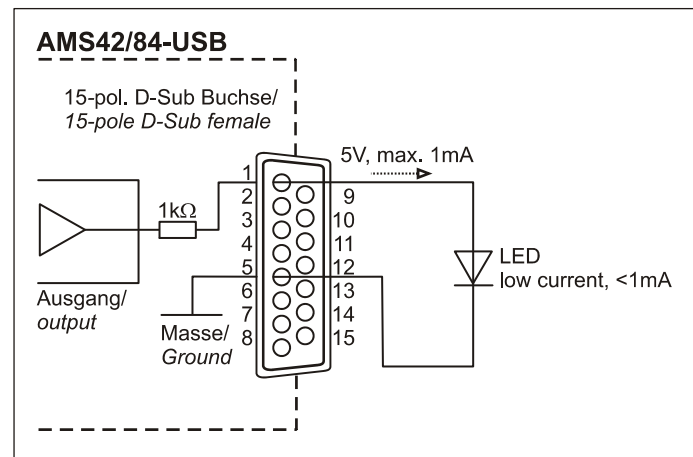 AMS42/84-USB
15-pol. D-Sub Buchse/
15-pole D-Sub female
5V, max. 1mA
1
2
3
4
5
6
7
8
9
10
11
12
13
14
15
1kΩ
LED
low current, <1mA
Ausgang/
output
Masse/
Ground